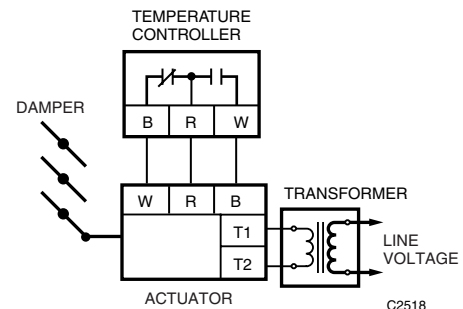 TEMPERATURE
CONTROLLER
DAMPER
B R W
W R B
TRANSFORMER
T1
T2
LINE
VOLTAGE
ACTUATOR
C2518